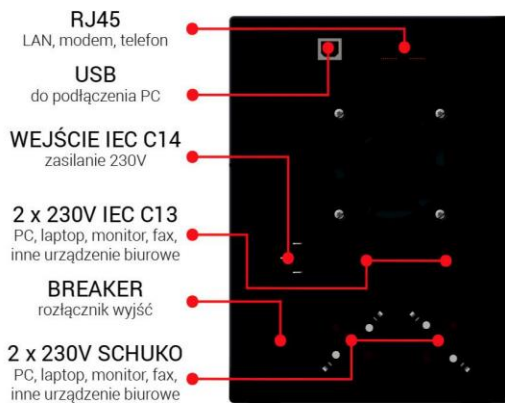 RJ45
LAN, modem, telefon
USB
do podłączenia PC
WEJŚCIE IEC C14
zasilanie 230V
2 x 230V IEC C13
PC, laptop, monitor, fax,
inne urządzenie biurowe
BREAKER
rozłącznik wyjść
2 x 230V SCHUKO
PC, laptop, monitor, fax,
inne urządzenie biurowe